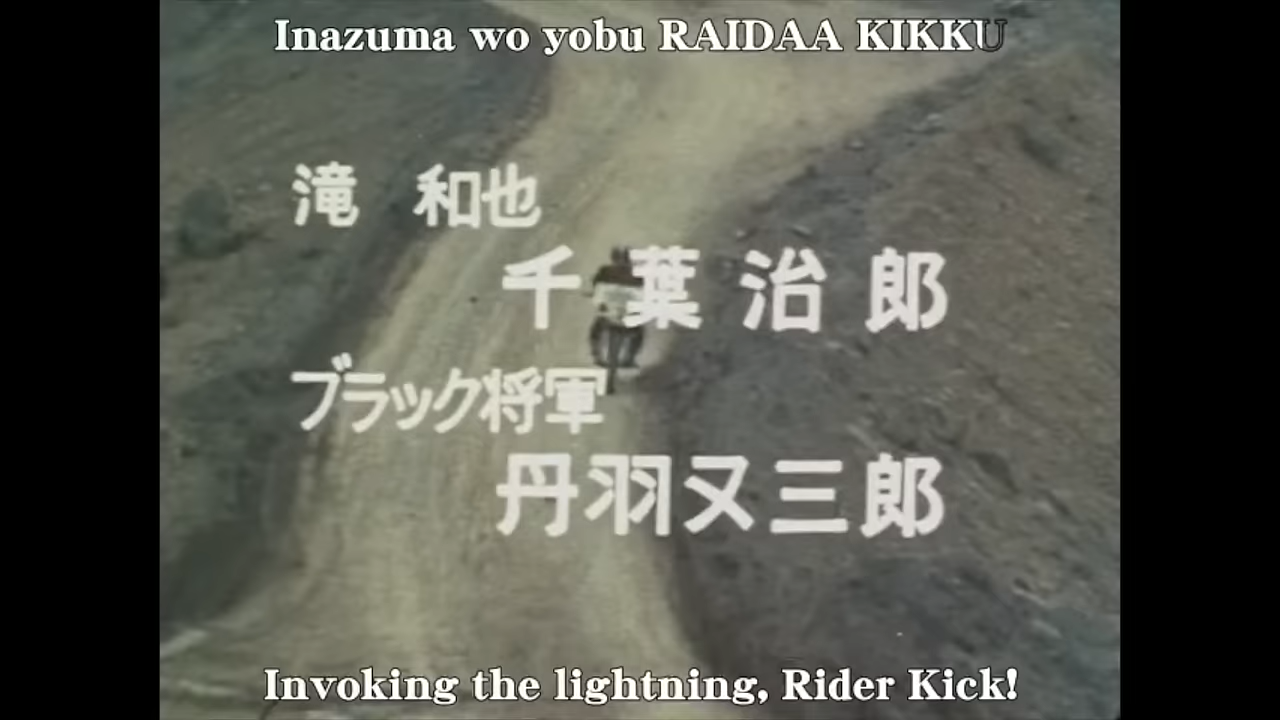 Inazuma wo yobu RAIDAA KIKKU
滝　和也
千葉治郎
ブラック将軍
丹羽又三郎
Invoking the lightning, Rider Kick!